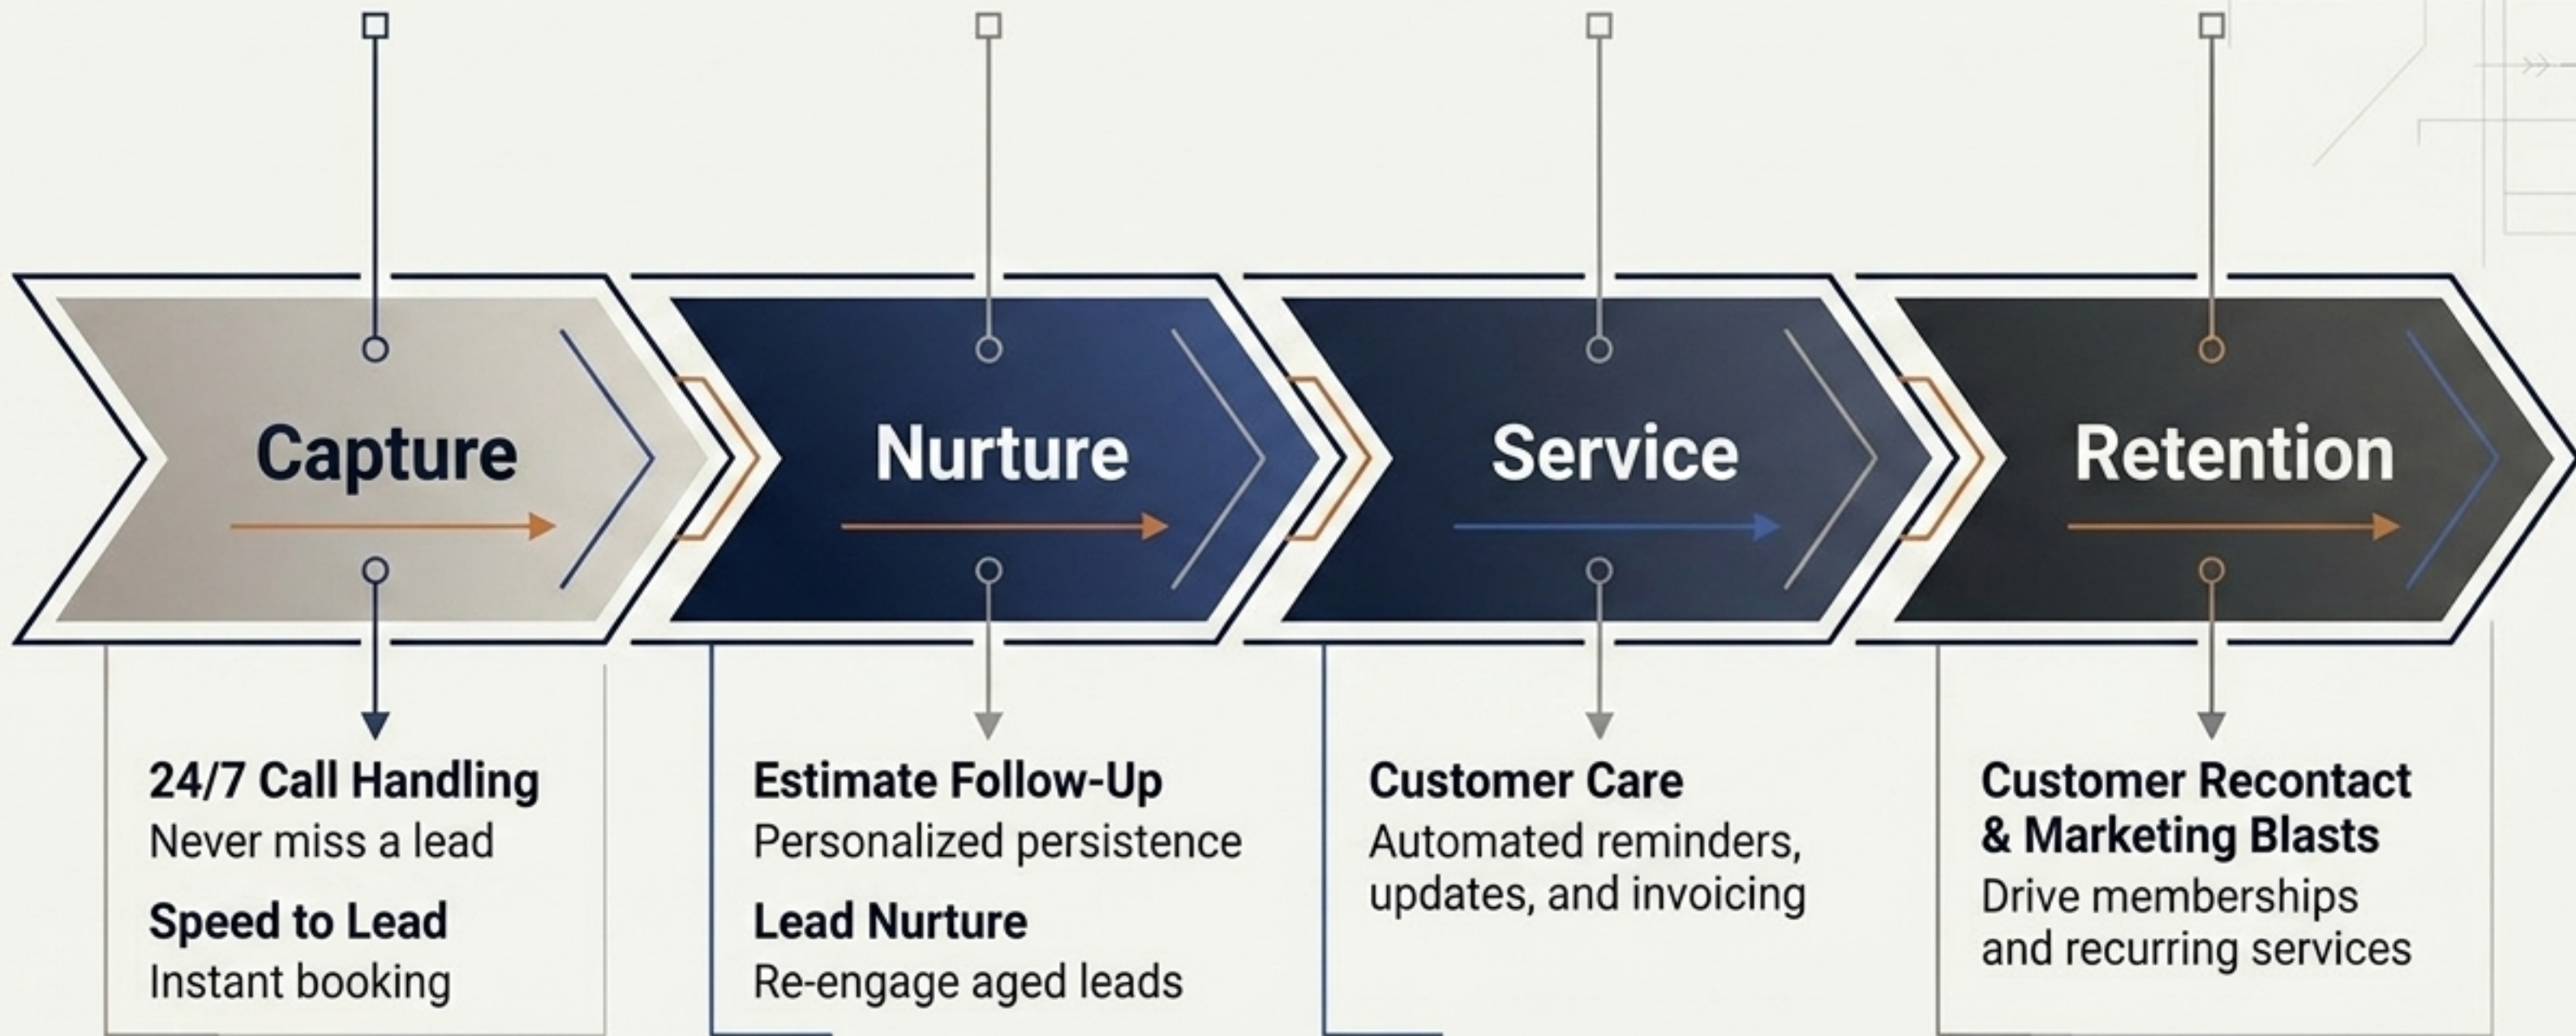 Capture
Nurture
Service
Retention
24/7 Call Handling
Never miss a lead
Speed to Lead
Instant booking
Estimate Follow-Up
Personalized persistence
Lead Nurture
Re-engage aged leads
Customer Care
Automated reminders,
updates, and invoicing
Customer Recontact
& Marketing Blasts
Drive memberships
and recurring services